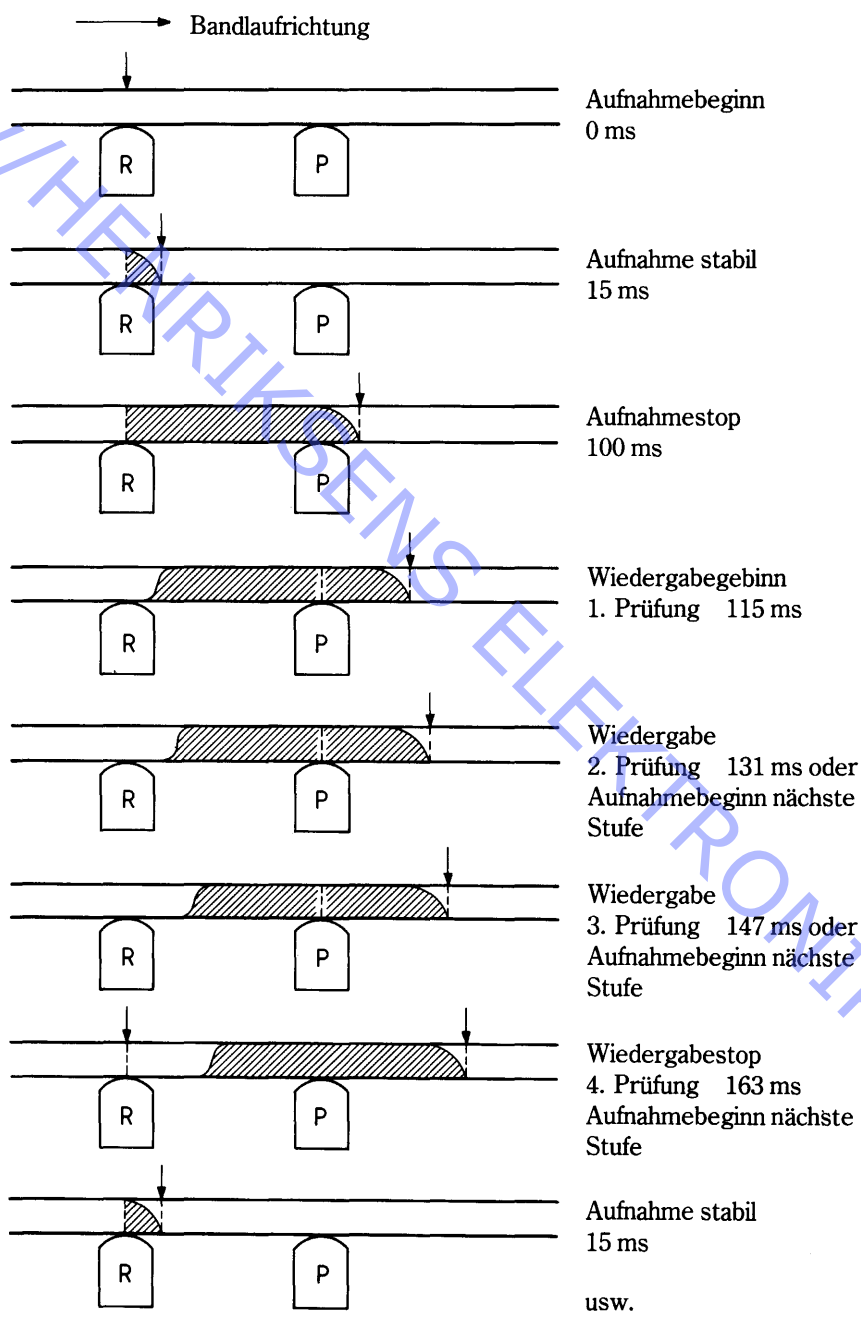 Bandlaufrichtung
Aufnahmebeginn
0 ms
R
P
Aufnahme stabil
15 ms
R
P
Aufnahmestop
100 ms
R
P
Wiedergabegebinn
1. Prüfung 115 ms
R
P
Wiedergabe
2. Prüfung 131 ms oder
Aufnahmebeginn nächste
Stufe
R
P
Wiedergabe
3. Prüfung 147 ms oder
Aufnahmebeginn nächste
Stufe
R
P
Wiedergabestop
4. Prüfung 163 ms
Aufnahmebeginn nächste
Stufe
R
P
Aufnahme stabil
15 ms
R
P
usw.
/HENRIKSENS ELEKTRONIK